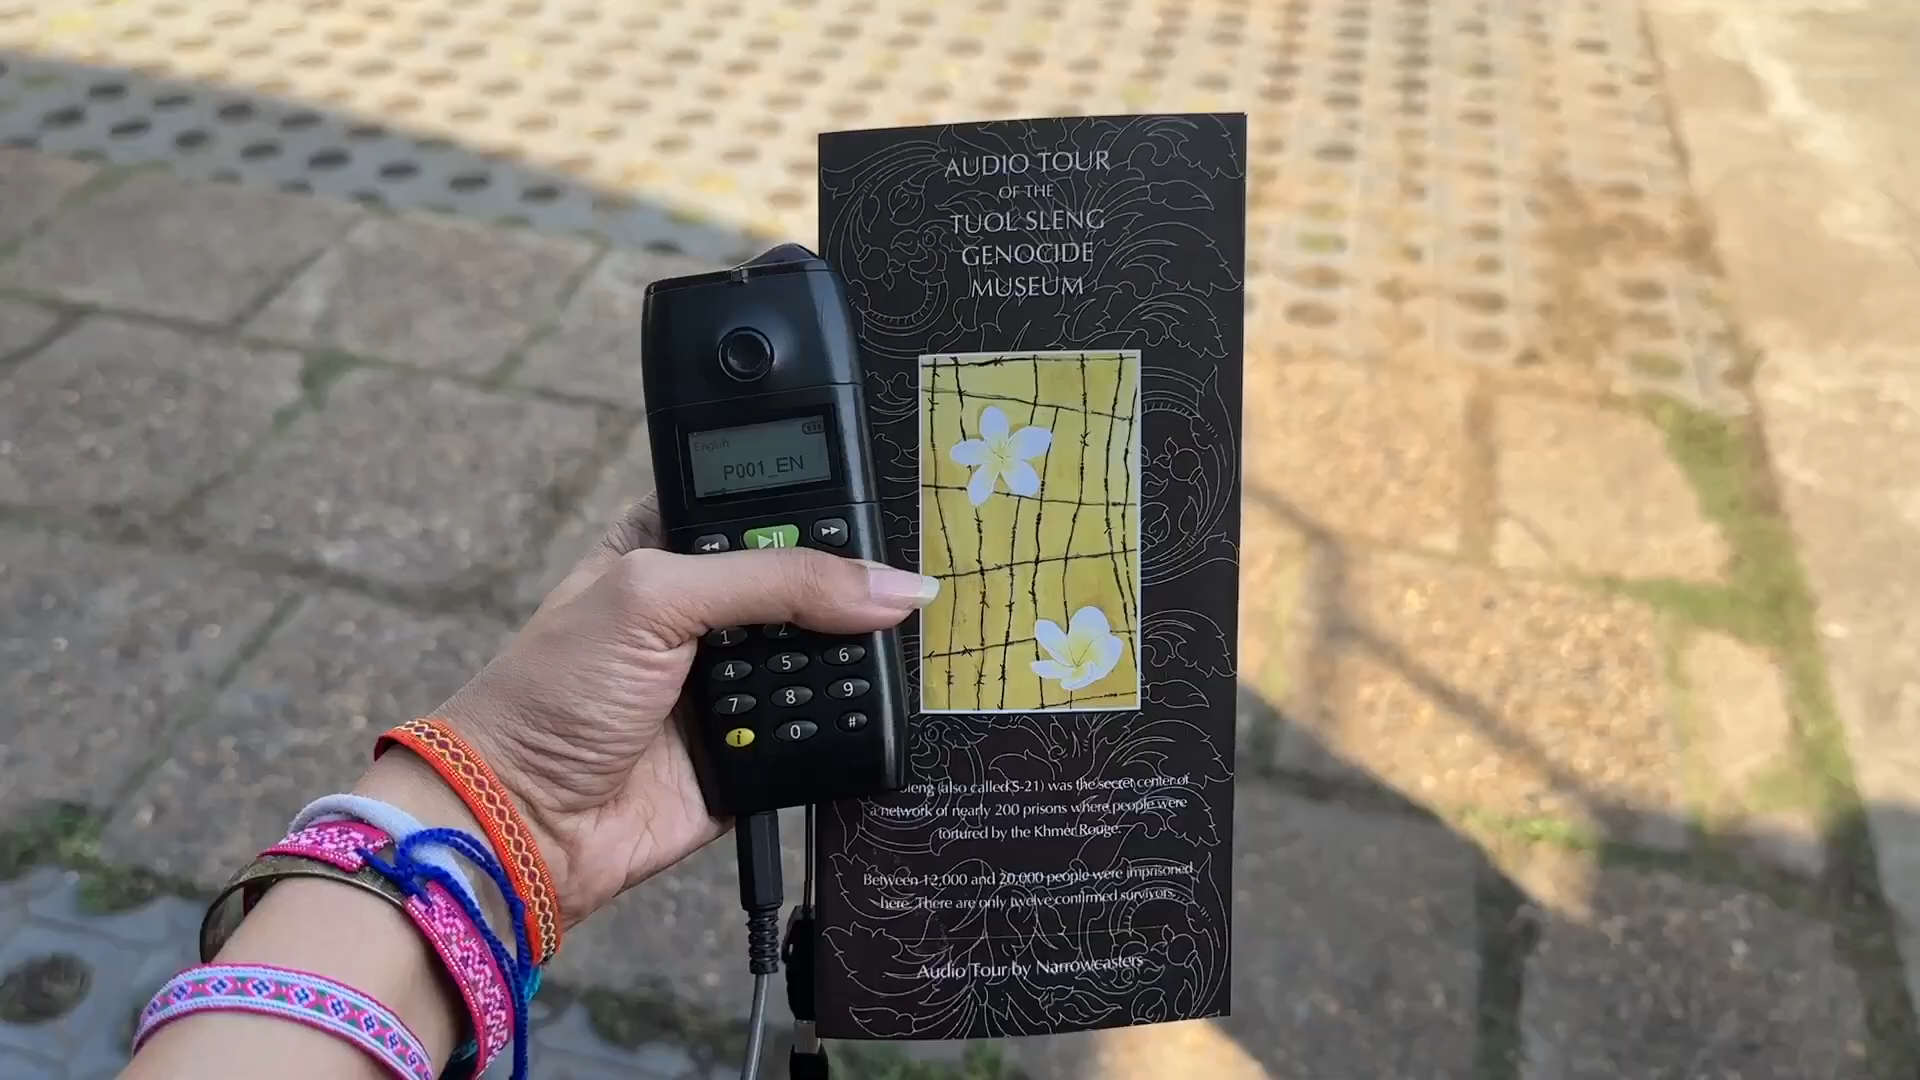 AUDIO TOUR
OF THE
TUOL SLENG
GENOCIDE
MUSEUM
English
P001_EN
1 2
4 5 6
7 8 9
i 0 #
Sleng (also called S-21) was the secret center of
a network of nearly 200 prisons where people were
tortured by the Khmer Rouge.
Between 12,000 and 20,000 people were imprisoned
here. There are only twelve confirmed survivors.
Audio Tour by Narrowcasters